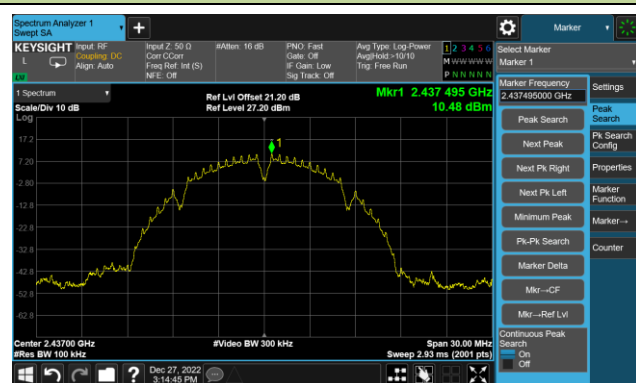 Spectrum Analyzer 1
Swept SA
+
Marker
KEYSIGHT
L
LXI
Input: RF
Coupling: DC
Align: Auto
Input Z: 50 Ω
Corr CCorr
Freq Ref: Int (S)
NFE: Off
#Atten: 16 dB
PNO: Fast
Gate: Off
IF Gain: Low
Sig Track: Off
Avg Type: Log-Power
Avg|Hold:>10/10
Trig: Free Run
1 2 3 4 5 6
M W W W W W
P N N N N N
Select Marker
Marker 1
1 Spectrum
Scale/Div 10 dB
Log
Ref Lvl Offset 21.20 dB
Ref Level 27.20 dBm
Mkr1 2.437 495 GHz
10.48 dBm
17.2
7.20
-2.80
-12.8
-22.8
-32.8
-42.8
-52.8
-62.8
1
Center 2.43700 GHz
#Res BW 100 kHz
#Video BW 300 kHz
Span 30.00 MHz
Sweep 2.93 ms (2001 pts)
Marker Frequency
2.437495000 GHz
Peak Search
Next Peak
Next Pk Right
Next Pk Left
Minimum Peak
Pk-Pk Search
Marker Delta
Mkr→CF
Mkr→Ref Lvl
Continuous Peak
Search
On
Off
Settings
Peak
Search
Pk Search
Config
Properties
Marker
Function
Marker→
Counter
?
Dec 27, 2022
3:14:45 PM